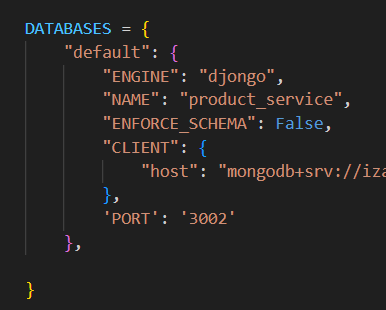 DATABASES = {
"default": {
"ENGINE": "djongo",
"NAME": "product_service",
"ENFORCE_SCHEMA": False,
"CLIENT": {
"host": "mongodb+srv://iza
},
'PORT': '3002'
},
}